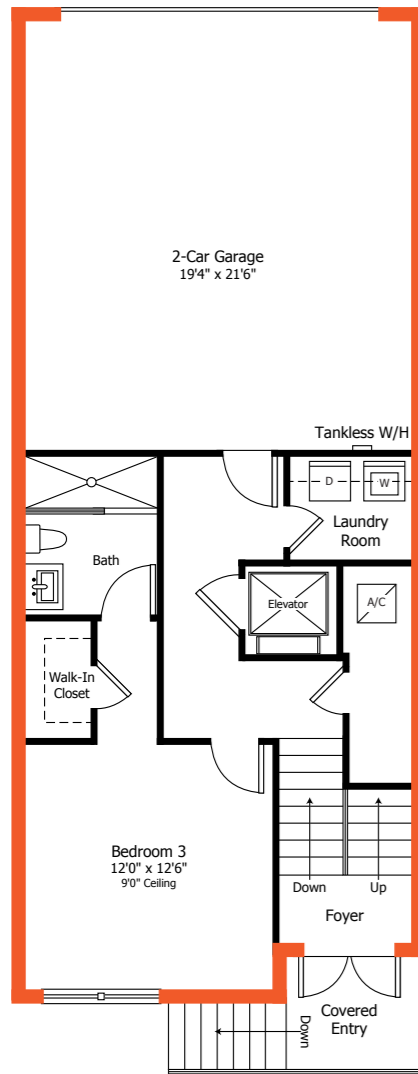 2-Car Garage
19'4" x 21'6"
Tankless W/H
D
W
Laundry
Room
Bath
Elevator
A/C
Walk-In
Closet
Bedroom 3
12'0" x 12'6"
9'0" Ceiling
Down
Up
Foyer
Covered
Entry
Down